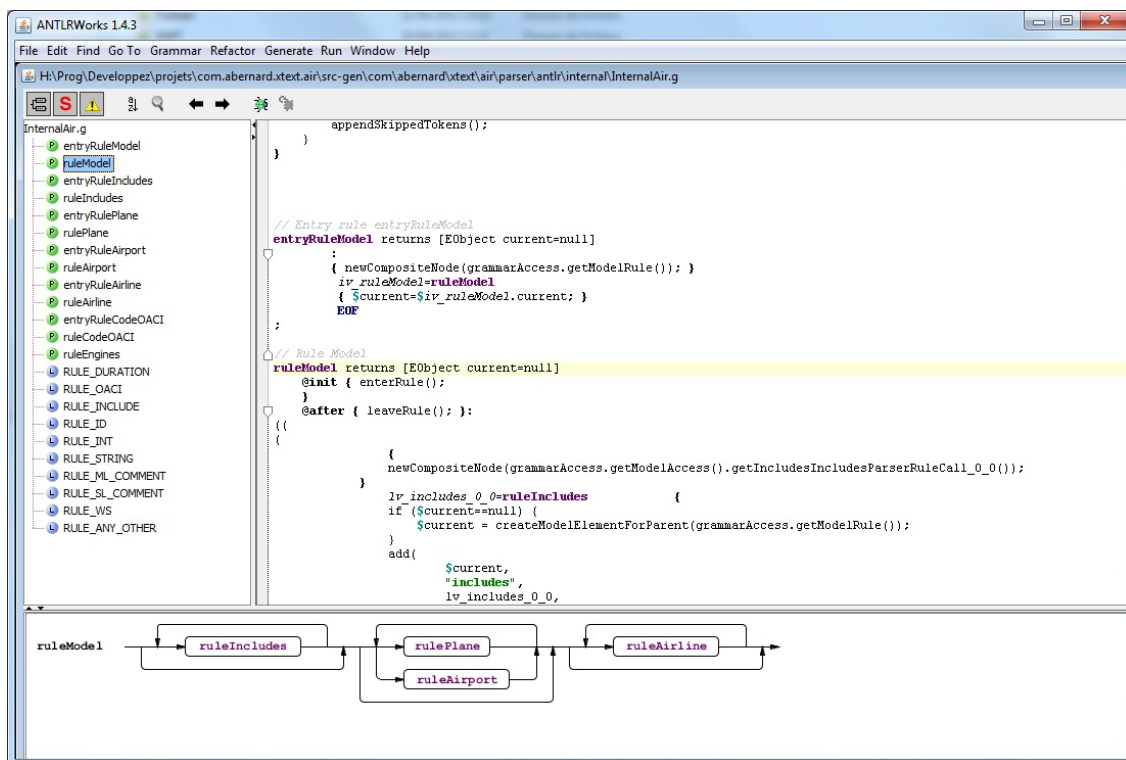 ANTLRWorks 1.4.3
File Edit Find Go To Grammar Refactor Generate Run Window Help
H:\Prog\Developpez\projets\com.abernard.xtext.air\src-gen\com\abernard\xtext\air\parser\antlr\internal\InternalAir.g
InternalAir.g
entryRuleModel
ruleModel
entryRuleIncludes
ruleIncludes
entryRulePlane
rulePlane
entryRuleAirport
ruleAirport
entryRuleAirline
ruleAirline
entryRuleCodeOACI
ruleCodeOACI
ruleEngines
RULE_DURATION
RULE_OACI
RULE_INCLUDE
RULE_ID
RULE_INT
RULE_STRING
RULE_ML_COMMENT
RULE_SL_COMMENT
RULE_WS
RULE_ANY_OTHER
appendSkippedTokens();
}
}
// Entry rule entryRuleModel
entryRuleModel returns [EObject current=null]
:
{ newCompositeNode(grammarAccess.getModelRule()); }
iv_ruleModel=ruleModel
{ $current=$iv_ruleModel.current; }
EOF
;
// Rule Model
ruleModel returns [EObject current=null]
@init { enterRule();
}
@after { leaveRule(); }:
((
(
{
newCompositeNode(grammarAccess.getModelAccess().getIncludesIncludesParserRuleCall_0_0());
}
lv_includes_0_0=ruleIncludes {
if ($current==null) {
$current = createModelElementForParent(grammarAccess.getModelRule());
}
add(
$current,
"includes",
lv_includes_0_0,
ruleModel ruleIncludes rulePlane ruleAirline
ruleAirport